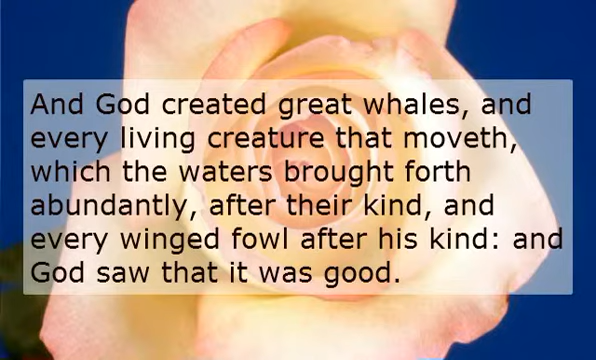 And God created great whales, and
every living creature that moveth,
which the waters brought forth
abundantly, after their kind, and
every winged fowl after his kind: and
God saw that it was good.